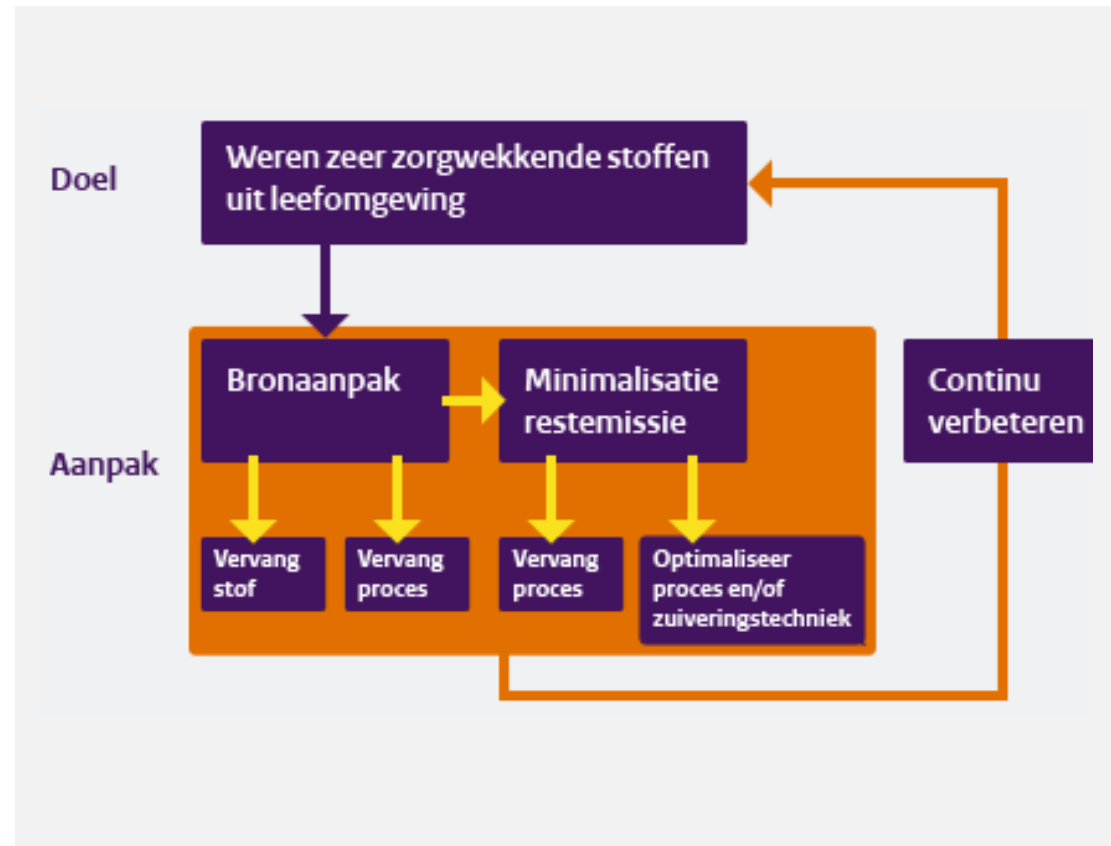 Doel
Weren zeer zorgwekkende stoffen
uit leefomgeving
Aanpak
Bronaanpak
Minimalisatie
restemissie
Continu
verbeteren
Vervang
stof
Vervang
proces
Vervang
proces
Optimaliseer
proces en/of
zuiveringstechniek